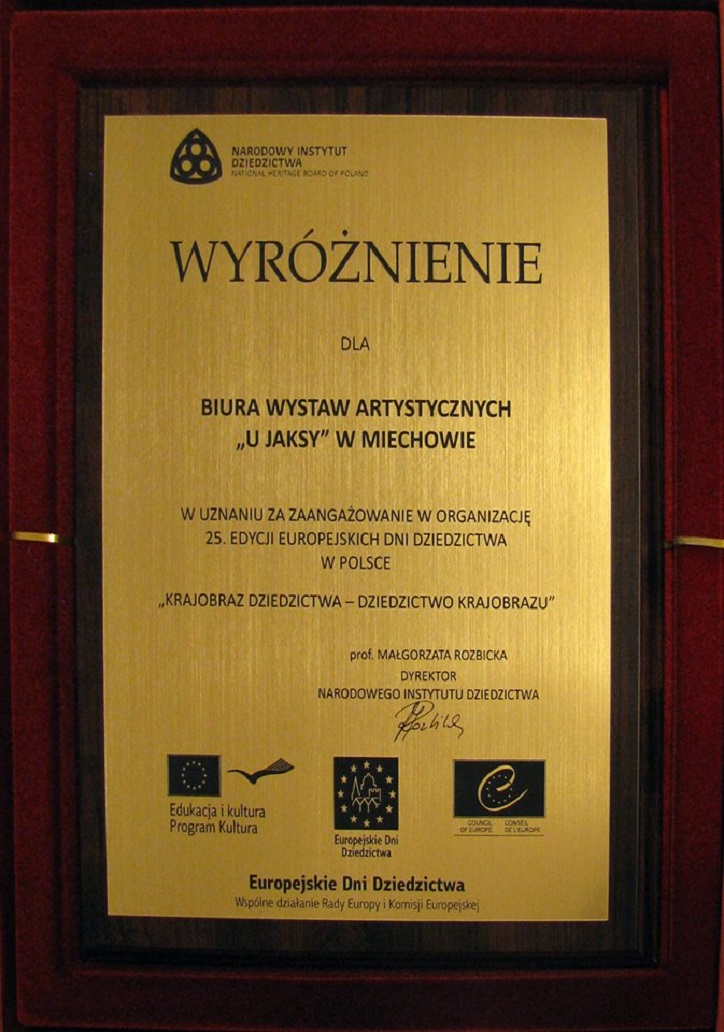 NARODOWY INSTYTUT
DZIEDZICTWA
NATIONAL HERITAGE BOARD OF POLAND
WYRÓŻNIENIE
DLA
BIURA WYSTAW ARTYSTYCZNYCH
„U JAKSY” W MIECHOWIE
W UZNANIU ZA ZAANGAŻOWANIE W ORGANIZACJĘ
25. EDYCJI EUROPEJSKICH DNI DZIEDZICTWA
W POLSCE
„KRAJOBRAZ DZIEDZICTWA – DZIEDZICTWO KRAJOBRAZU”
prof. MAŁGORZATA ROZBICKA
DYREKTOR
NARODOWEGO INSTYTUTU DZIEDZICTWA
Edukacja i kultura
Program Kultura
Europejskie Dni
Dziedzictwa
COUNCIL CONSEIL
OF EUROPE DE L'EUROPE
Europejskie Dni Dziedzictwa
Wspólne działanie Rady Europy i Komisji Europejskiej